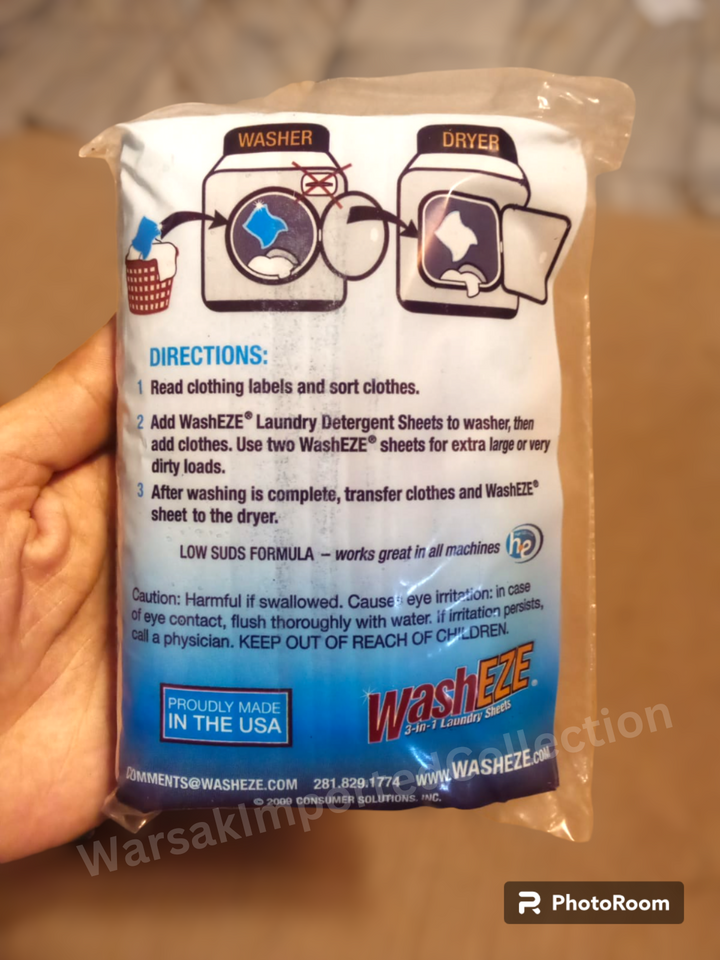 WASHER
DRYER
DIRECTIONS:
1 Read clothing labels and sort clothes.
2 Add WashEZE® Laundry Detergent Sheets to washer, then
add clothes. Use two WashEZE® sheets for extra large or very
dirty loads.
3 After washing is complete, transfer clothes and WashEZE®
sheet to the dryer.
LOW SUDS FORMULA – works great in all machines
he
Caution: Harmful if swallowed. Causes eye irritation: in case
of eye contact, flush thoroughly with water. If irritation persists,
call a physician. KEEP OUT OF REACH OF CHILDREN.
PROUDLY MADE
IN THE USA
WashEZE®
3-in-1 Laundry Sheets
COMMENTS@WASHEZE.COM 281.829.1774 WWW.WASHEZE.COM
© 2009 CONSUMER SOLUTIONS, INC.
WarsakImportedCollection
PhotoRoom